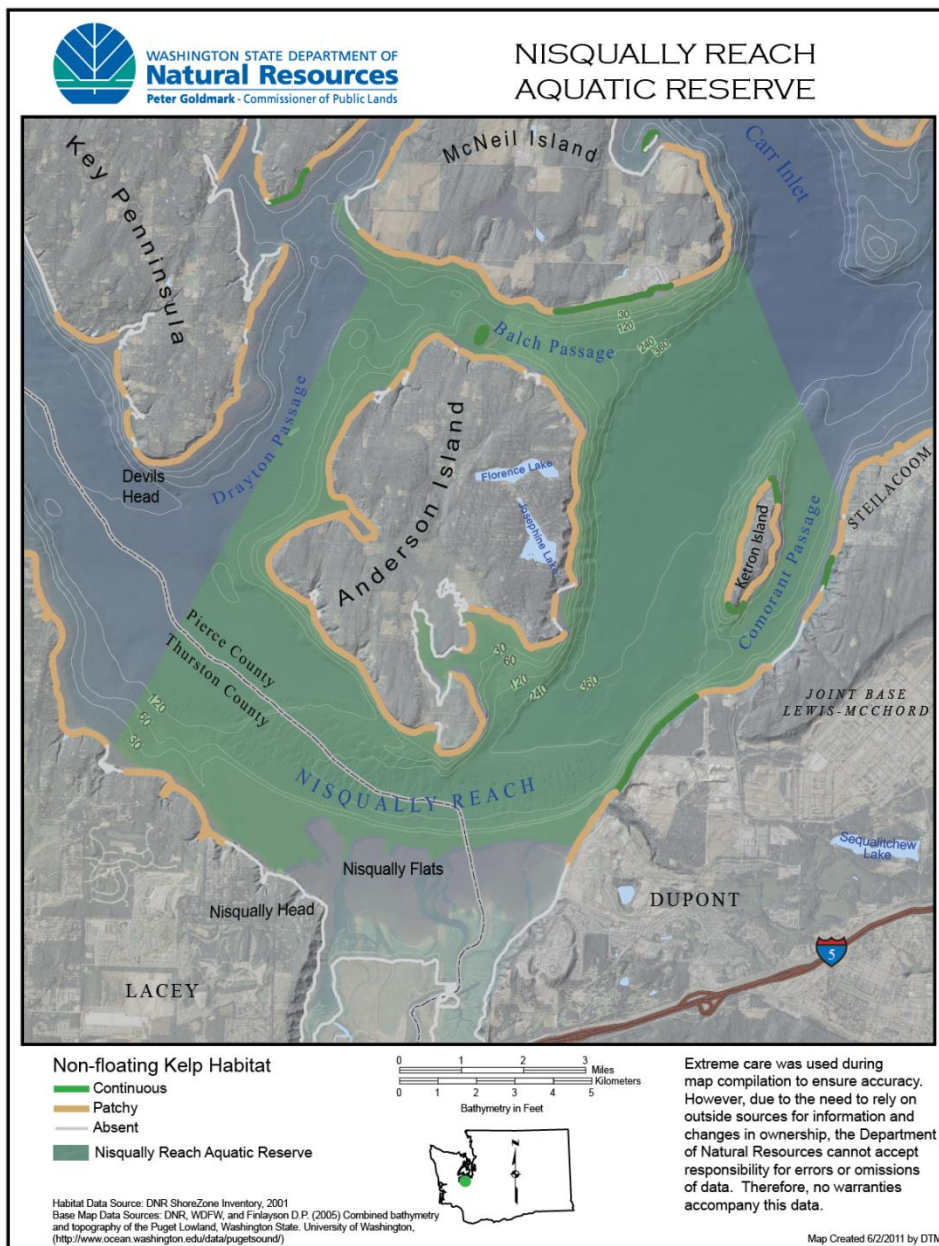 WASHINGTON STATE DEPARTMENT OF
Natural Resources
Peter Goldmark - Commissioner of Public Lands
NISQUALLY REACH
AQUATIC RESERVE
Key Penninsula
McNeil Island
Carr Inlet
Balch Passage
30
120
240
360
Drayton Passage
Devils
Head
Anderson Island
Florence Lake
Josephine Lake
Ketron Island
Comorant Passage
STEILACOOM
Pierce County
Thurston County
30
60
120
240
360
120
60
30
JOINT BASE
LEWIS-MCCHORD
NISQUALLY REACH
Nisqually Flats
Nisqually Head
Sequalitchew
Lake
DUPONT
5
LACEY
Non-floating Kelp Habitat
Continuous
Patchy
Absent
Nisqually Reach Aquatic Reserve
0 1 2 3
Miles
Kilometers
0 1 2 3 4 5
Bathymetry in Feet
N
Extreme care was used during
map compilation to ensure accuracy.
However, due to the need to rely on
outside sources for information and
changes in ownership, the Department
of Natural Resources cannot accept
responsibility for errors or omissions
of data. Therefore, no warranties
accompany this data.
Habitat Data Source: DNR ShoreZone Inventory, 2001
Base Map Data Sources: DNR, WDFW, and Finlayson D.P. (2005) Combined bathymetry
and topography of the Puget Lowland, Washington State. University of Washington,
(http://www.ocean.washington.edu/data/pugetsound/)
Map Created 6/2/2011 by DTM